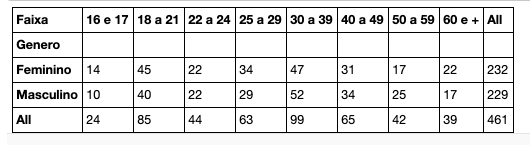 Faixa 16 e 17 18 a 21 22 a 24 25 a 29 30 a 39 40 a 49 50 a 59 60 e + All
Genero
Feminino 14 45 22 34 47 31 17 22 232
Masculino 10 40 22 29 52 34 25 17 229
All 24 85 44 63 99 65 42 39 461